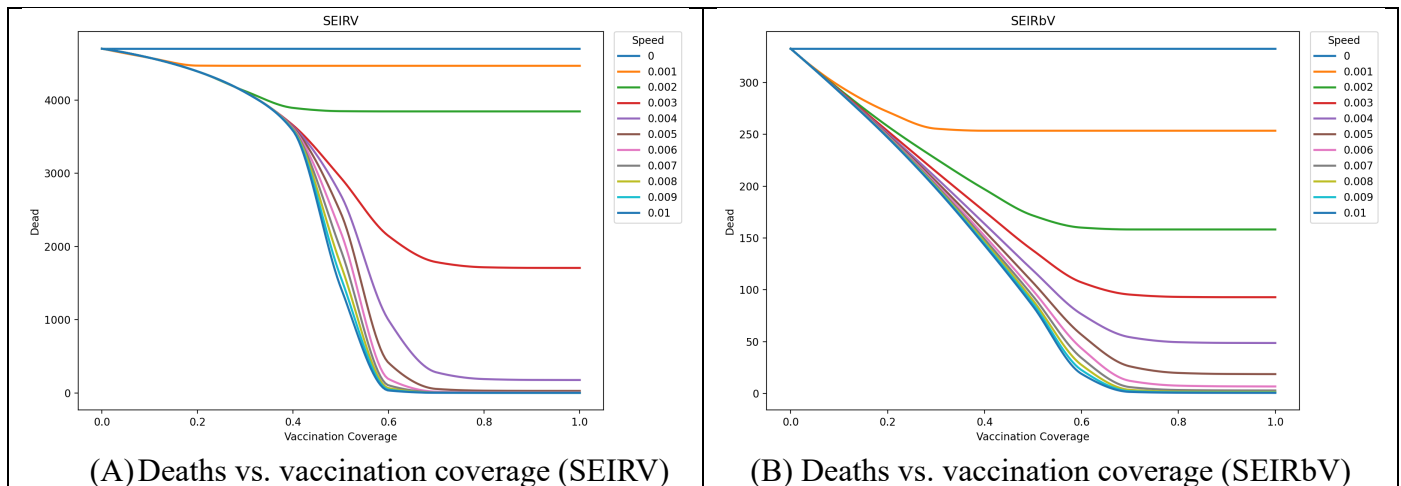 SEIRV
Dead
4000
3000
2000
1000
0
0.0 0.2 0.4 0.6 0.8 1.0
Vaccination Coverage
Speed
0
0.001
0.002
0.003
0.004
0.005
0.006
0.007
0.008
0.009
0.01
(A) Deaths vs. vaccination coverage (SEIRV)
SEIRbV
Dead
300
250
200
150
100
50
0
0.0 0.2 0.4 0.6 0.8 1.0
Vaccination Coverage
Speed
0
0.001
0.002
0.003
0.004
0.005
0.006
0.007
0.008
0.009
0.01
(B) Deaths vs. vaccination coverage (SEIRbV)